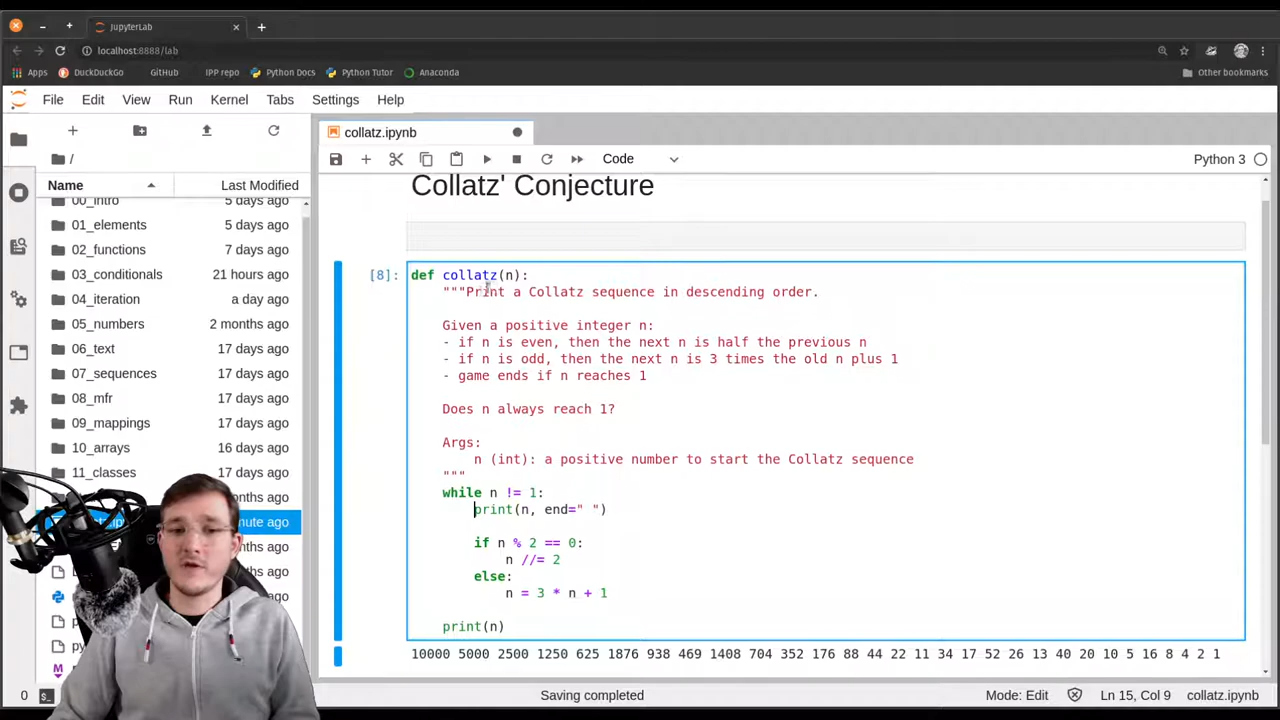 JupyterLab
localhost:8888/lab
Apps DuckDuckGo GitHub IPP repo Python Docs Python Tutor Anaconda Other bookmarks
File Edit View Run Kernel Tabs Settings Help
collatz.ipynb
/ Code Python 3
Name Last Modified
00_intro 5 days ago
01_elements 5 days ago
02_functions 7 days ago
03_conditionals 21 hours ago
04_iteration a day ago
05_numbers 2 months ago
06_text 17 days ago
07_sequences 17 days ago
08_mfr 17 days ago
09_mappings 17 days ago
10_arrays 16 days ago
11_classes 17 days ago
months ago
ago
months ago
ago
ago
ago
ago
Collatz' Conjecture
[8]: def collatz(n):
"""Print a Collatz sequence in descending order.
Given a positive integer n:
- if n is even, then the next n is half the previous n
- if n is odd, then the next n is 3 times the old n plus 1
- game ends if n reaches 1
Does n always reach 1?
Args:
n (int): a positive number to start the Collatz sequence
"""
while n != 1:
print(n, end=" ")
if n % 2 == 0:
n //= 2
else:
n = 3 * n + 1
print(n)
10000 5000 2500 1250 625 1876 938 469 1408 704 352 176 88 44 22 11 34 17 52 26 13 40 20 10 5 16 8 4 2 1
0 $_ Saving completed Mode: Edit Ln 15, Col 9 collatz.ipynb